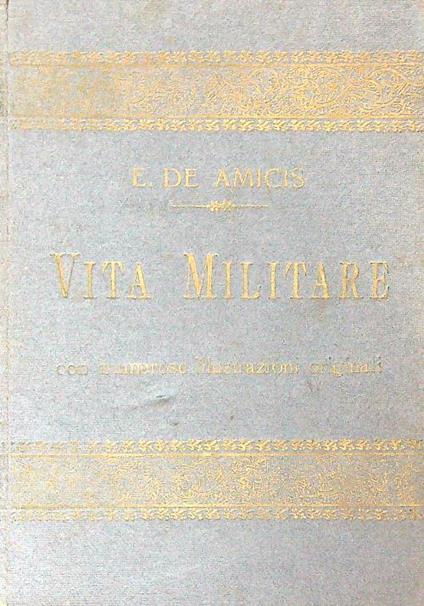 E. DE AMICIS
VITA MILITARE
con numerose illustrazioni originali